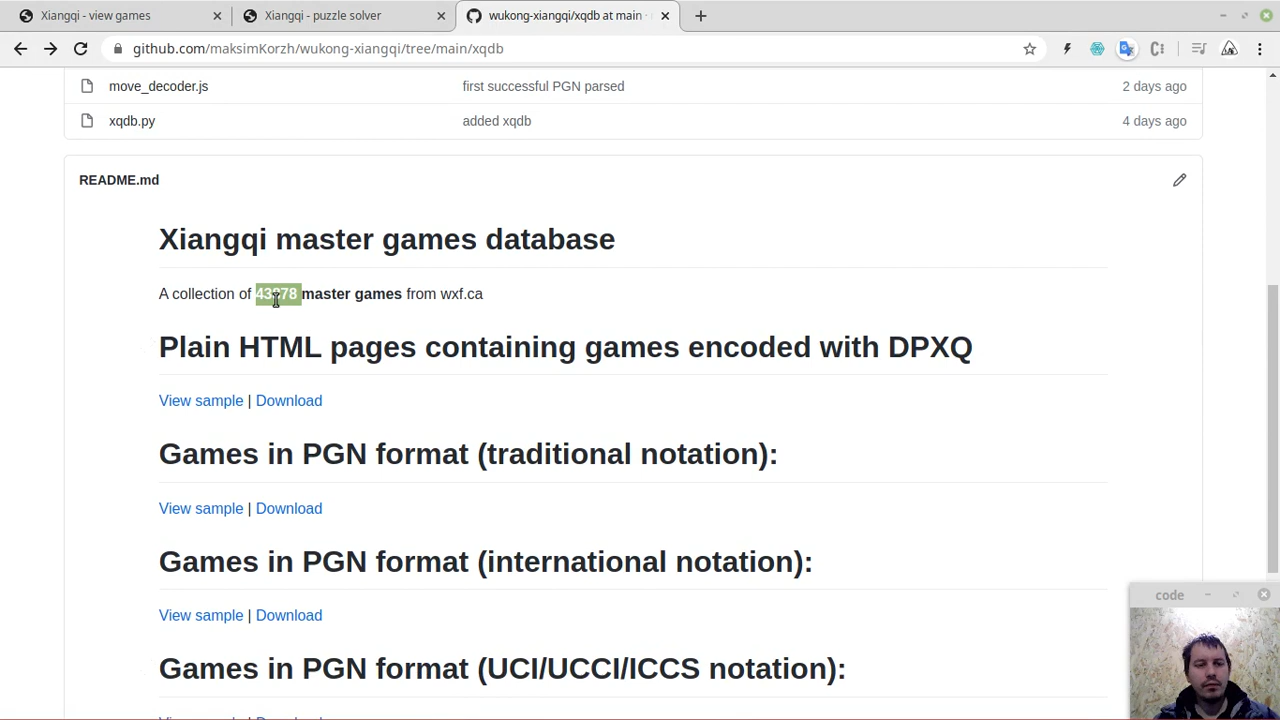 Xiangqi - view games
Xiangqi - puzzle solver
wukong-xiangqi/xqdb at main ·
github.com/maksimKorzh/wukong-xiangqi/tree/main/xqdb
move_decoder.js first successful PGN parsed 2 days ago
xqdb.py added xqdb 4 days ago
README.md
Xiangqi master games database
A collection of master games from wxf.ca
Plain HTML pages containing games encoded with DPXQ
View sample | Download
Games in PGN format (traditional notation):
View sample | Download
Games in PGN format (international notation):
View sample | Download
code
Games in PGN format (UCI/UCCI/ICCS notation):